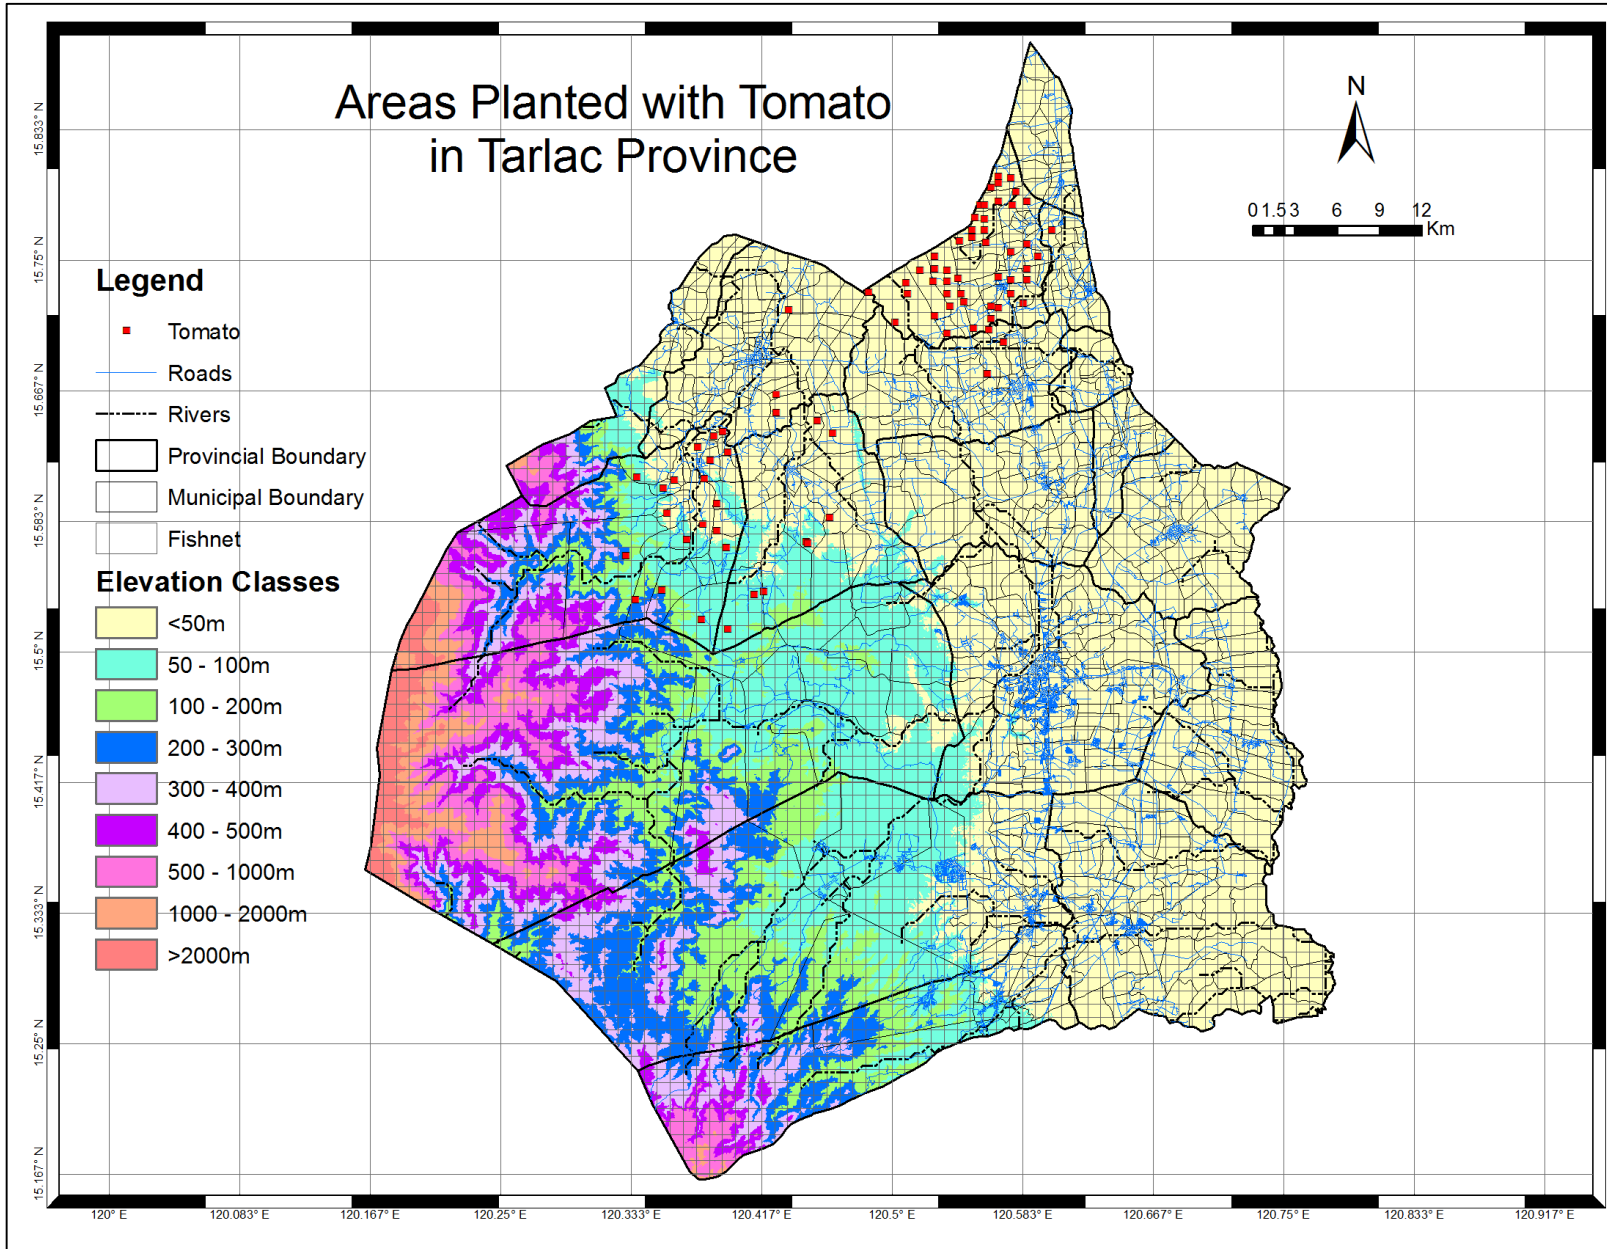 Areas Planted with Tomato
in Tarlac Province
N
0 1.5 3 6 9 12
Km
Legend
Tomato
Roads
Rivers
Provincial Boundary
Municipal Boundary
Fishnet
Elevation Classes
<50m
50 - 100m
100 - 200m
200 - 300m
300 - 400m
400 - 500m
500 - 1000m
1000 - 2000m
>2000m
15.833° N
15.75° N
15.667° N
15.583° N
15.5° N
15.417° N
15.333° N
15.25° N
15.167° N
120° E 120.083° E 120.167° E 120.25° E 120.333° E 120.417° E 120.5° E 120.583° E 120.667° E 120.75° E 120.833° E 120.917° E